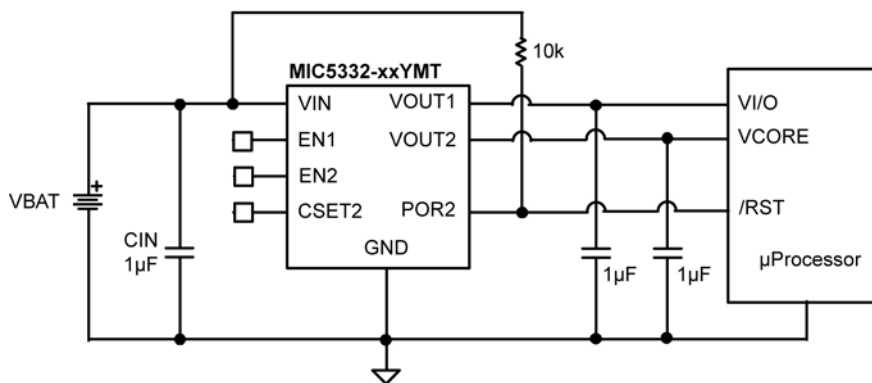 10k
MIC5332-xxYMT
VIN VOUT1 VI/O
EN1 VOUT2 VCORE
EN2
CSET2 POR2 /RST
VBAT +
CIN
1µF
GND
1µF 1µF
µProcessor